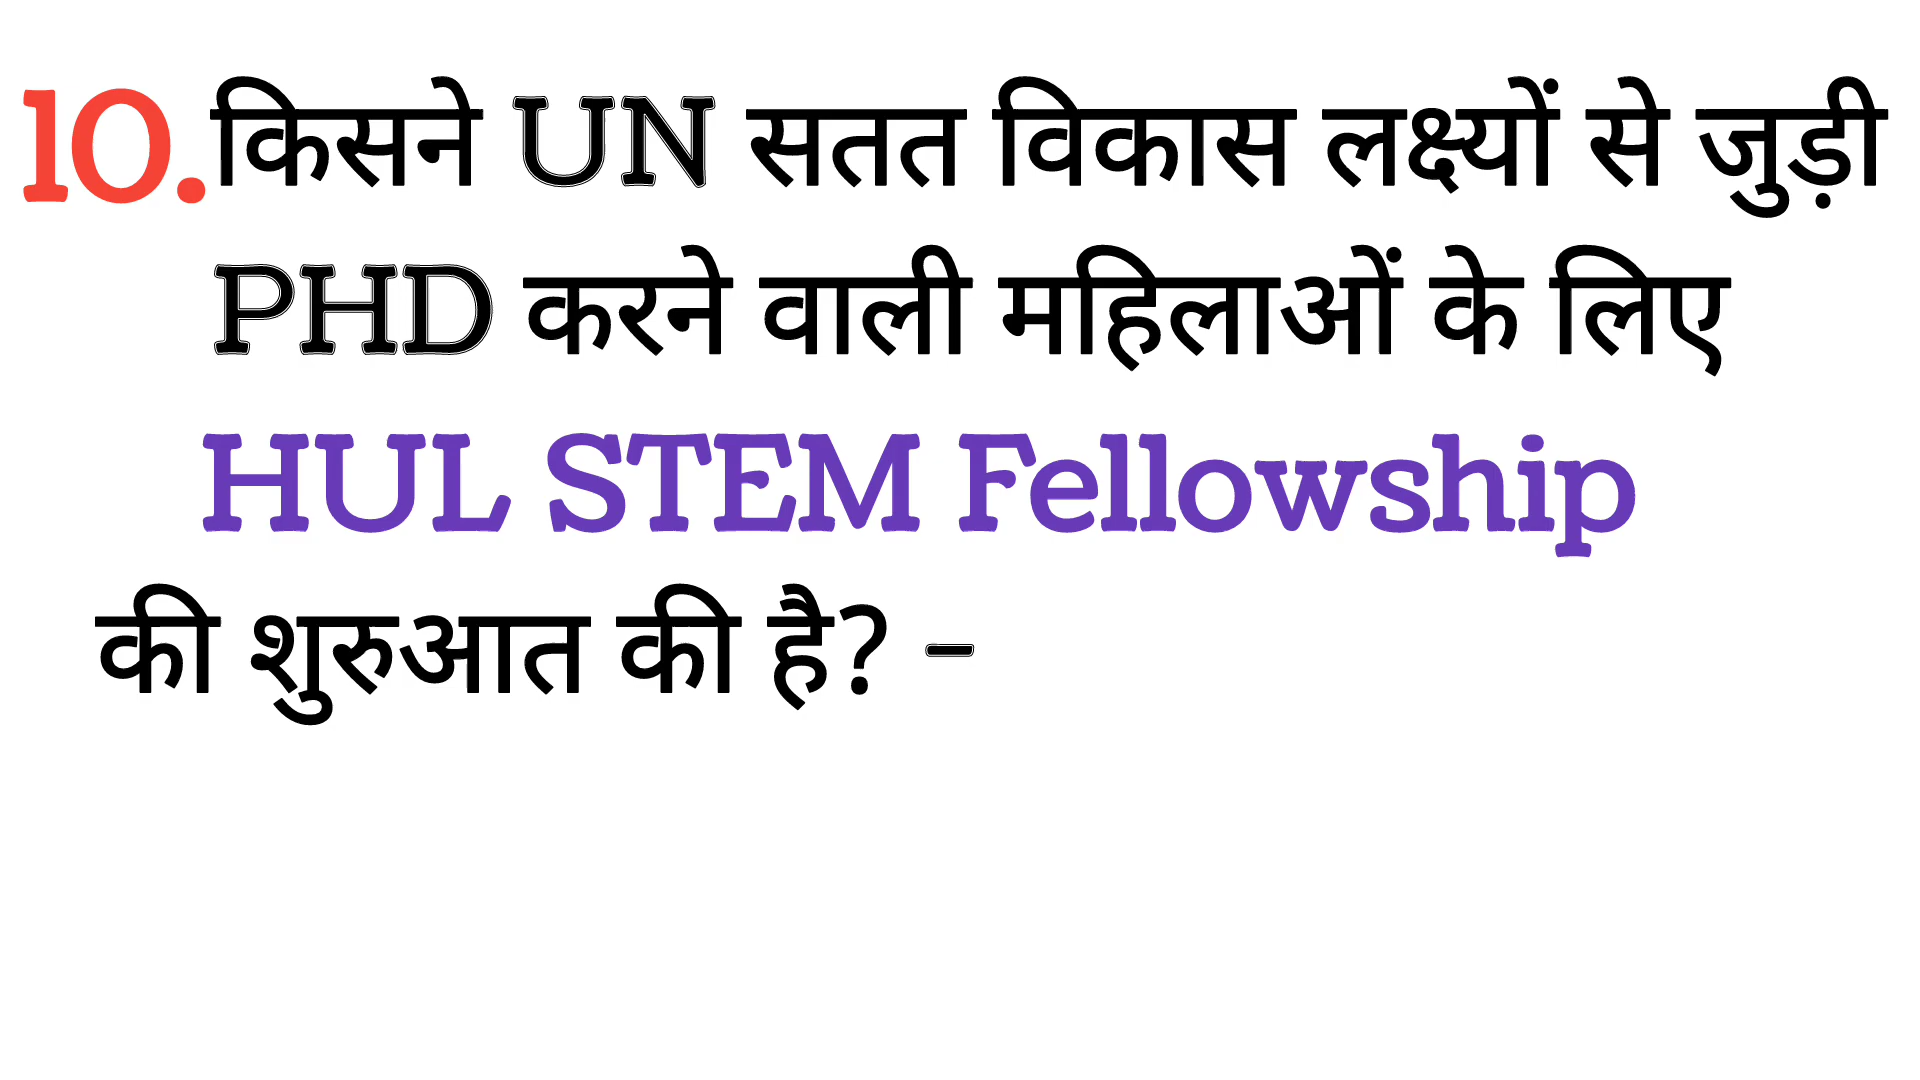 10. किसने UN सतत विकास लक्ष्यों से जुड़ी
PHD करने वाली महिलाओं के लिए
HUL STEM Fellowship
की शुरुआत की है? -